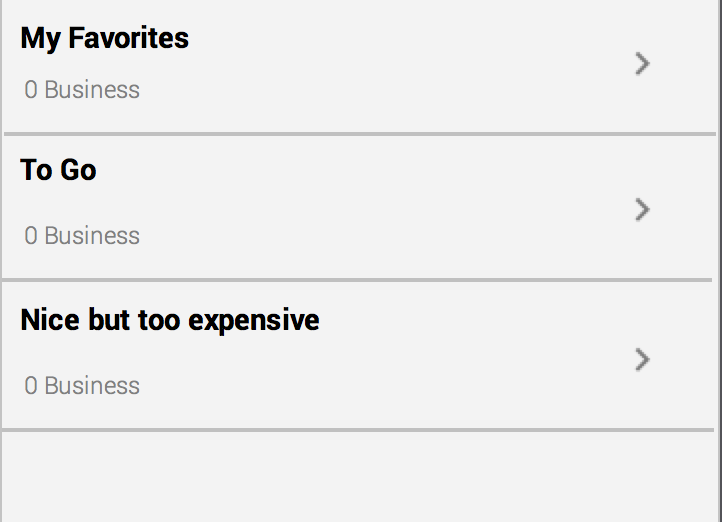 My Favorites
0 Business
To Go
0 Business
Nice but too expensive
0 Business